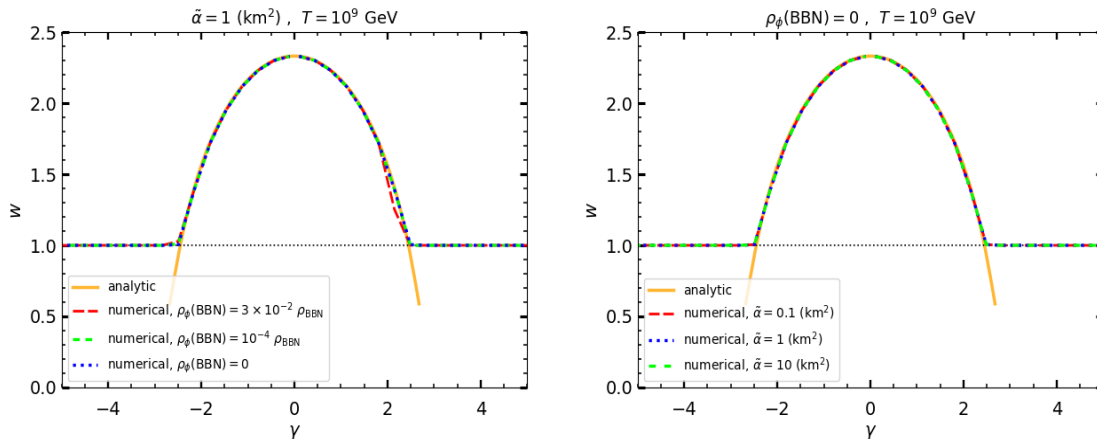 α̃ = 1 (km²) , T = 10⁹ GeV
2.5
2.0
1.5
1.0
0.5
0.0
w
−4
−2
0
2
4
γ
analytic
numerical, ρ_ϕ(BBN) = 3 × 10⁻² ρ_BBN
numerical, ρ_ϕ(BBN) = 10⁻⁴ ρ_BBN
numerical, ρ_ϕ(BBN) = 0
ρ_ϕ(BBN) = 0 , T = 10⁹ GeV
2.5
2.0
1.5
1.0
0.5
0.0
w
−4
−2
0
2
4
γ
analytic
numerical, α̃ = 0.1 (km²)
numerical, α̃ = 1 (km²)
numerical, α̃ = 10 (km²)